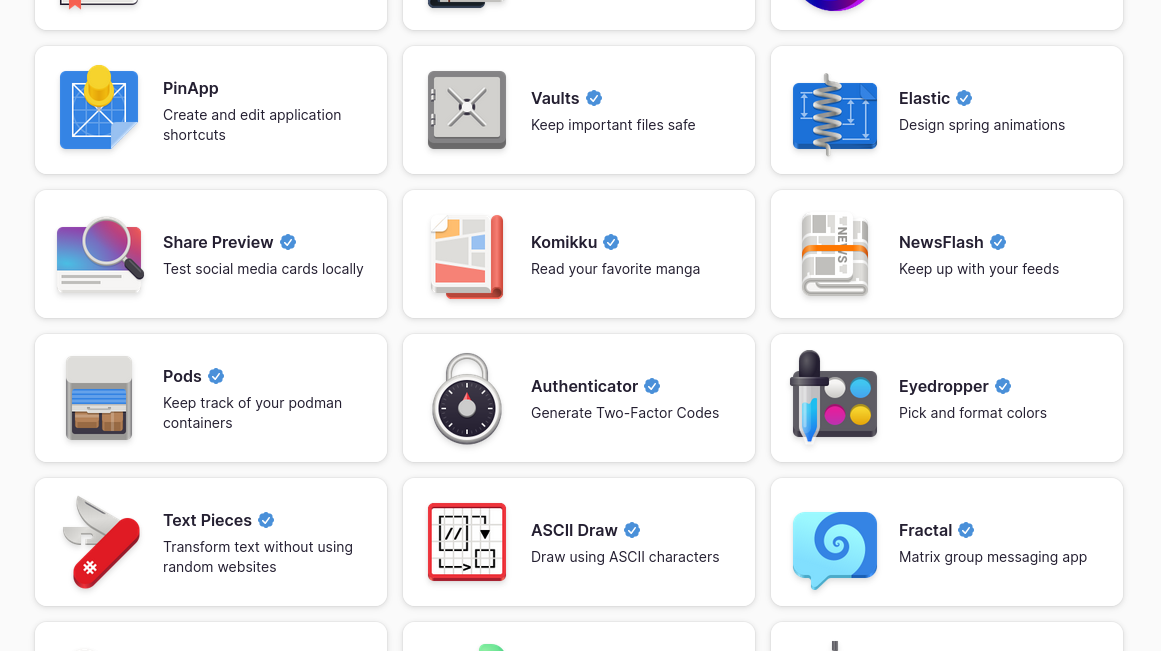 PinApp
Create and edit application
shortcuts
Vaults
Keep important files safe
Elastic
Design spring animations
Share Preview
Test social media cards locally
Komikku
Read your favorite manga
NEWS
NewsFlash
Keep up with your feeds
Pods
Keep track of your podman
containers
Authenticator
Generate Two-Factor Codes
Eyedropper
Pick and format colors
Text Pieces
Transform text without using
random websites
ASCII Draw
Draw using ASCII characters
Fractal
Matrix group messaging app